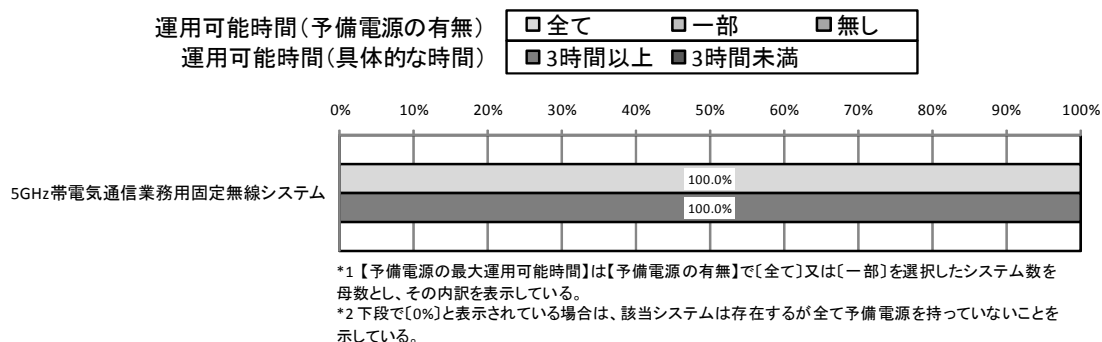 運用可能時間(予備電源の有無) 全て 一部 無し
運用可能時間(具体的な時間) 3時間以上 3時間未満
0% 10% 20% 30% 40% 50% 60% 70% 80% 90% 100%
100.0%
5GHz帯電気通信業務用固定無線システム
100.0%
*1 【予備電源の最大運用可能時間】は【予備電源の有無】で〔全て〕又は〔一部〕を選択したシステム数を
母数とし、その内訳を表示している。
*2 下段で〔0%〕と表示されている場合は、該当システムは存在するが全て予備電源を持っていないことを
示している。